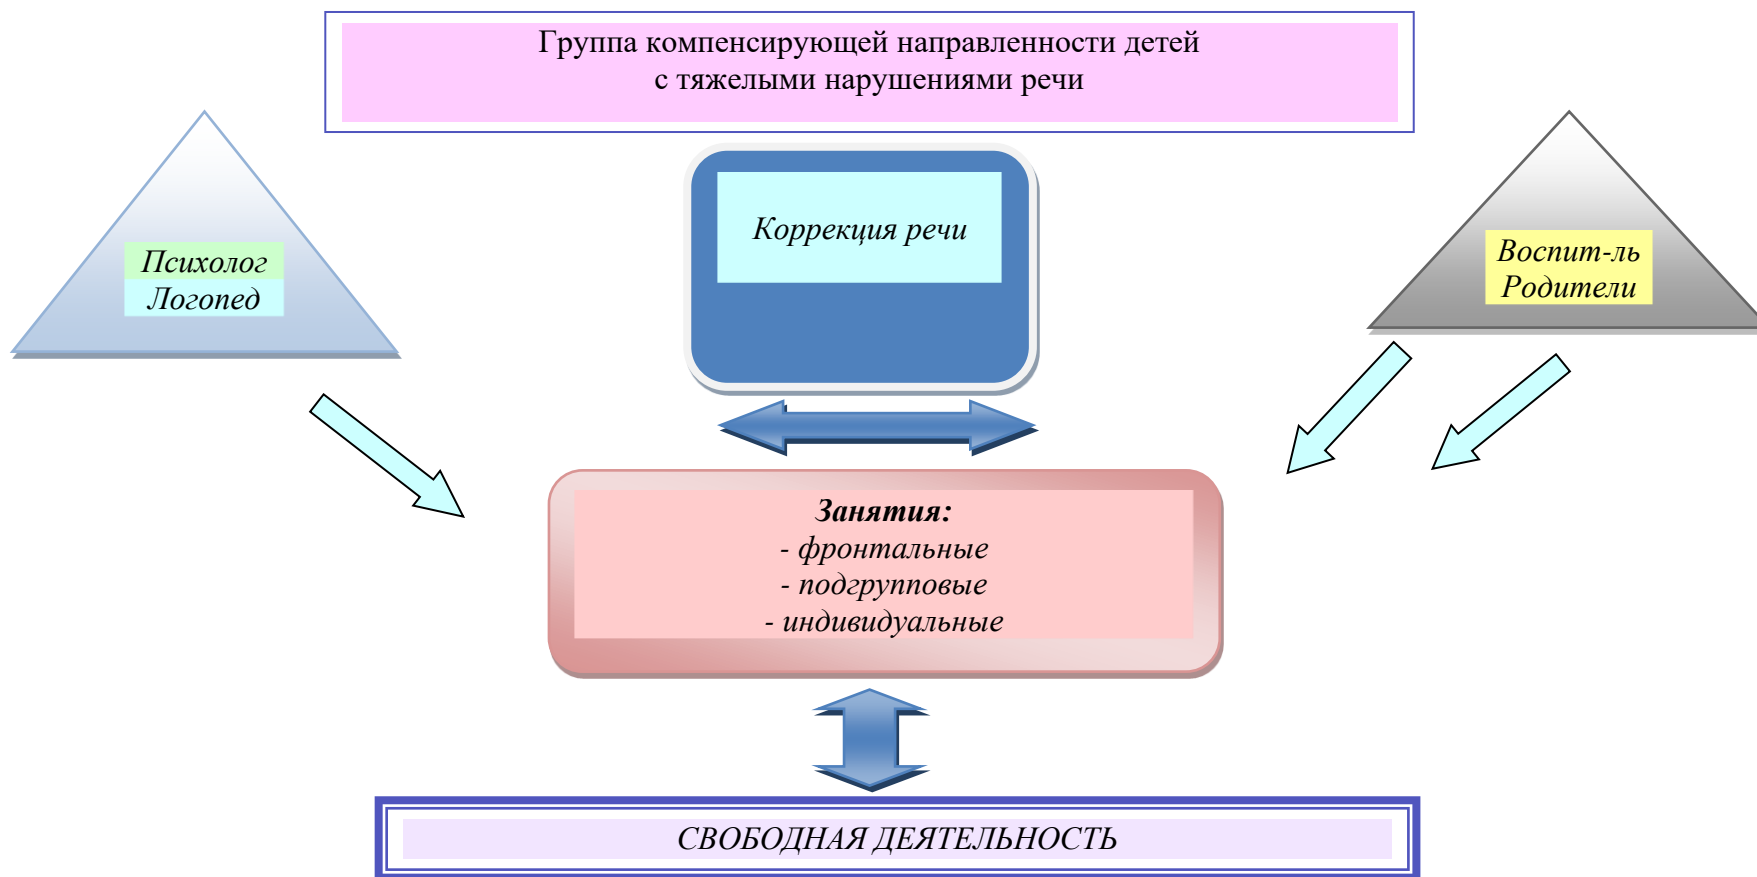 Группа компенсирующей направленности детей
с тяжелыми нарушениями речи
Коррекция речи
Психолог
Логопед
Воспит-ль
Родители
Занятия:
- фронтальные
- подгрупповые
- индивидуальные
СВОБОДНАЯ ДЕЯТЕЛЬНОСТЬ